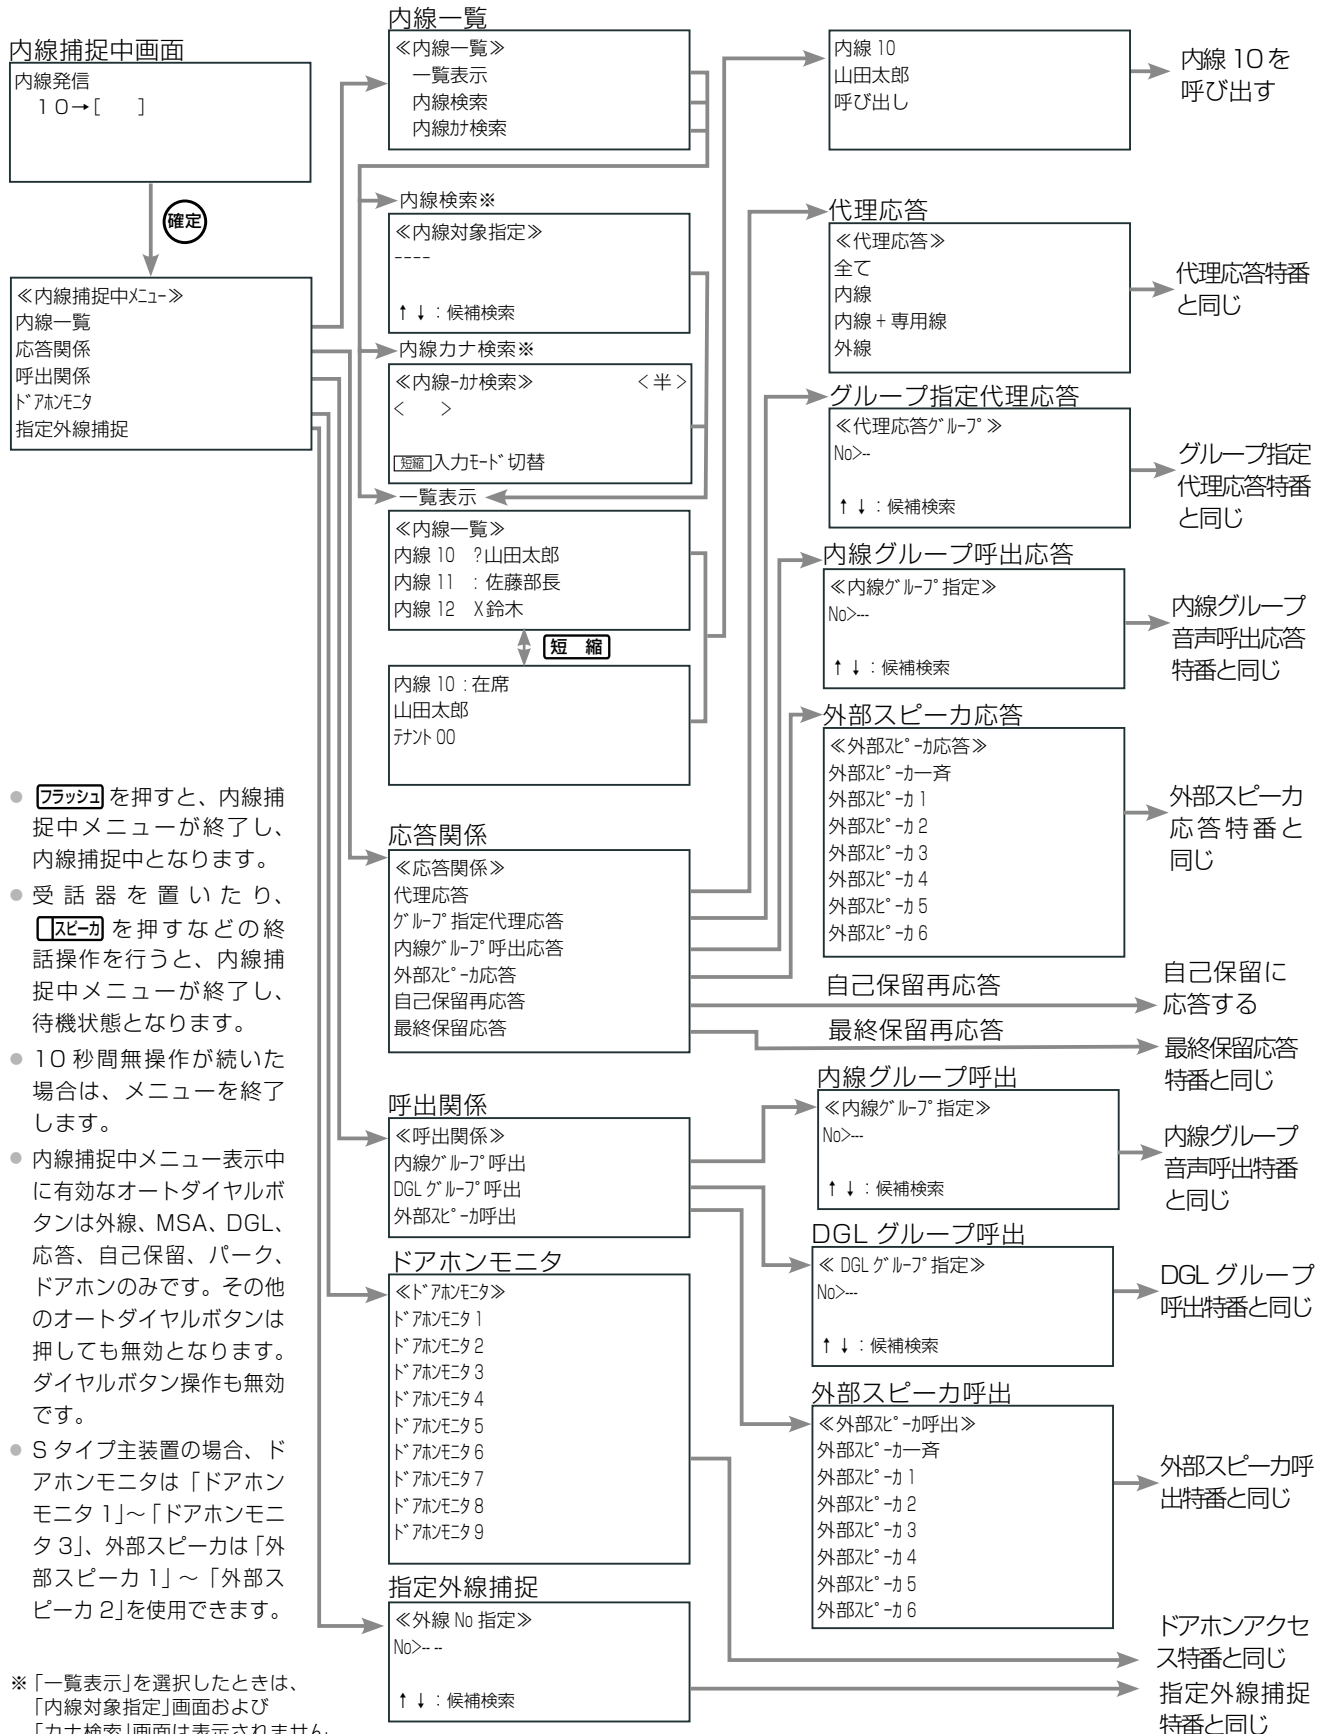 内線捕捉中画面
内線発信
１０→[　　]
確定
≪内線捕捉中ﾒﾆｭｰ≫
内線一覧
応答関係
呼出関係
ﾄﾞｱﾎﾝﾓﾆﾀ
指定外線捕捉
● フラッシュ を押すと、内線捕
捉中メニューが終了し、
内線捕捉中となります。
● 受話器を置いたり、
スピーカ を押すなどの終
話操作を行うと、内線捕
捉中メニューが終了し、
待機状態となります。
● 10 秒間無操作が続いた
場合は、メニューを終了
します。
● 内線捕捉中メニュー表示中
に有効なオートダイヤルボ
タンは外線、MSA、DGL、
応答、自己保留、パーク、
ドアホンのみです。その他
のオートダイヤルボタンは
押しても無効となります。
ダイヤルボタン操作も無効
です。
● S タイプ主装置の場合、ド
アホンモニタは「ドアホン
モニタ 1」～「ドアホンモニ
タ 3」、外部スピーカは「外
部スピーカ 1」～「外部ス
ピーカ 2」を使用できます。
※「一覧表示」を選択したときは、
「内線対象指定」画面および
「カナ検索」画面は表示されません
内線一覧
≪内線一覧≫
一覧表示
内線検索
内線ｶﾅ検索
内線検索※
≪内線対象指定≫
----
↑↓：候補検索
内線カナ検索※
≪内線-ｶﾅ検索≫　＜半＞
＜　　＞
短縮 入力ﾓｰﾄﾞ切替
一覧表示
≪内線一覧≫
内線 10　?山田太郎
内線 11　: 佐藤部長
内線 12　X鈴木
短　縮
内線 10 : 在席
山田太郎
ﾃﾅﾝﾄ 00
応答関係
≪応答関係≫
代理応答
ｸﾞﾙｰﾌﾟ指定代理応答
内線ｸﾞﾙｰﾌﾟ呼出応答
外部ｽﾋﾟｰｶ応答
自己保留再応答
最終保留応答
呼出関係
≪呼出関係≫
内線ｸﾞﾙｰﾌﾟ呼出
DGL ｸﾞﾙｰﾌﾟ呼出
外部ｽﾋﾟｰｶ呼出
ドアホンモニタ
≪ﾄﾞｱﾎﾝﾓﾆﾀ≫
ﾄﾞｱﾎﾝﾓﾆﾀ 1
ﾄﾞｱﾎﾝﾓﾆﾀ 2
ﾄﾞｱﾎﾝﾓﾆﾀ 3
ﾄﾞｱﾎﾝﾓﾆﾀ 4
ﾄﾞｱﾎﾝﾓﾆﾀ 5
ﾄﾞｱﾎﾝﾓﾆﾀ 6
ﾄﾞｱﾎﾝﾓﾆﾀ 7
ﾄﾞｱﾎﾝﾓﾆﾀ 8
ﾄﾞｱﾎﾝﾓﾆﾀ 9
指定外線捕捉
≪外線 No 指定≫
No>-- --
↑↓：候補検索
内線 10
山田太郎
呼び出し
内線 10 を
呼び出す
代理応答
≪代理応答≫
全て
内線
内線 + 専用線
外線
代理応答特番
と同じ
グループ指定代理応答
≪代理応答ｸﾞﾙｰﾌﾟ≫
No>--
↑↓：候補検索
グループ指定
代理応答特番
と同じ
内線グループ呼出応答
≪内線ｸﾞﾙｰﾌﾟ指定≫
No>---
↑↓：候補検索
内線グループ
音声呼出応答
特番と同じ
外部スピーカ応答
≪外部ｽﾋﾟｰｶ応答≫
外部ｽﾋﾟｰｶ一斉
外部ｽﾋﾟｰｶ 1
外部ｽﾋﾟｰｶ 2
外部ｽﾋﾟｰｶ 3
外部ｽﾋﾟｰｶ 4
外部ｽﾋﾟｰｶ 5
外部ｽﾋﾟｰｶ 6
外部スピーカ
応答特番と
同じ
自己保留再応答
自己保留に
応答する
最終保留再応答
最終保留応答
特番と同じ
内線グループ呼出
≪内線ｸﾞﾙｰﾌﾟ指定≫
No>---
↑↓：候補検索
内線グループ
音声呼出特番
と同じ
DGL グループ呼出
≪ DGL ｸﾞﾙｰﾌﾟ指定≫
No>---
↑↓：候補検索
DGL グループ
呼出特番と同じ
外部スピーカ呼出
≪外部ｽﾋﾟｰｶ呼出≫
外部ｽﾋﾟｰｶ一斉
外部ｽﾋﾟｰｶ 1
外部ｽﾋﾟｰｶ 2
外部ｽﾋﾟｰｶ 3
外部ｽﾋﾟｰｶ 4
外部ｽﾋﾟｰｶ 5
外部ｽﾋﾟｰｶ 6
外部スピーカ呼
出特番と同じ
ドアホンアクセ
ス特番と同じ
指定外線捕捉
特番と同じ